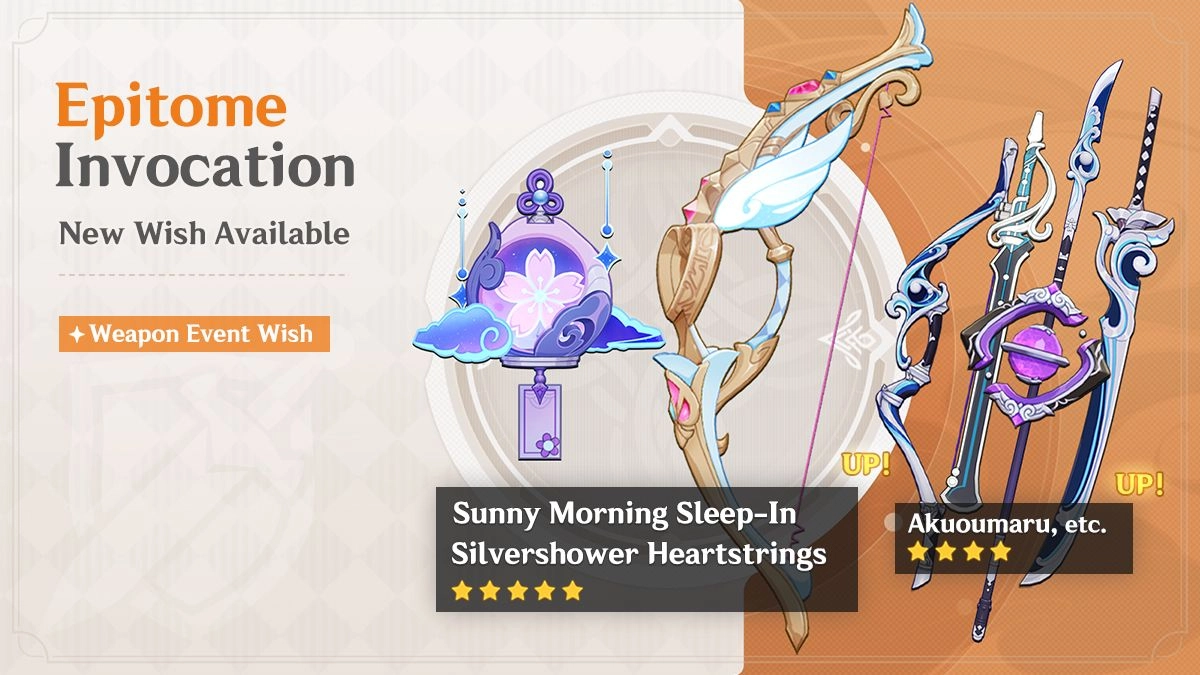 Epitome
Invocation
New Wish Available
Weapon Event Wish
UP!
UP!
Sunny Morning Sleep-In
Silvershower Heartstrings
Akuoumaru, etc.